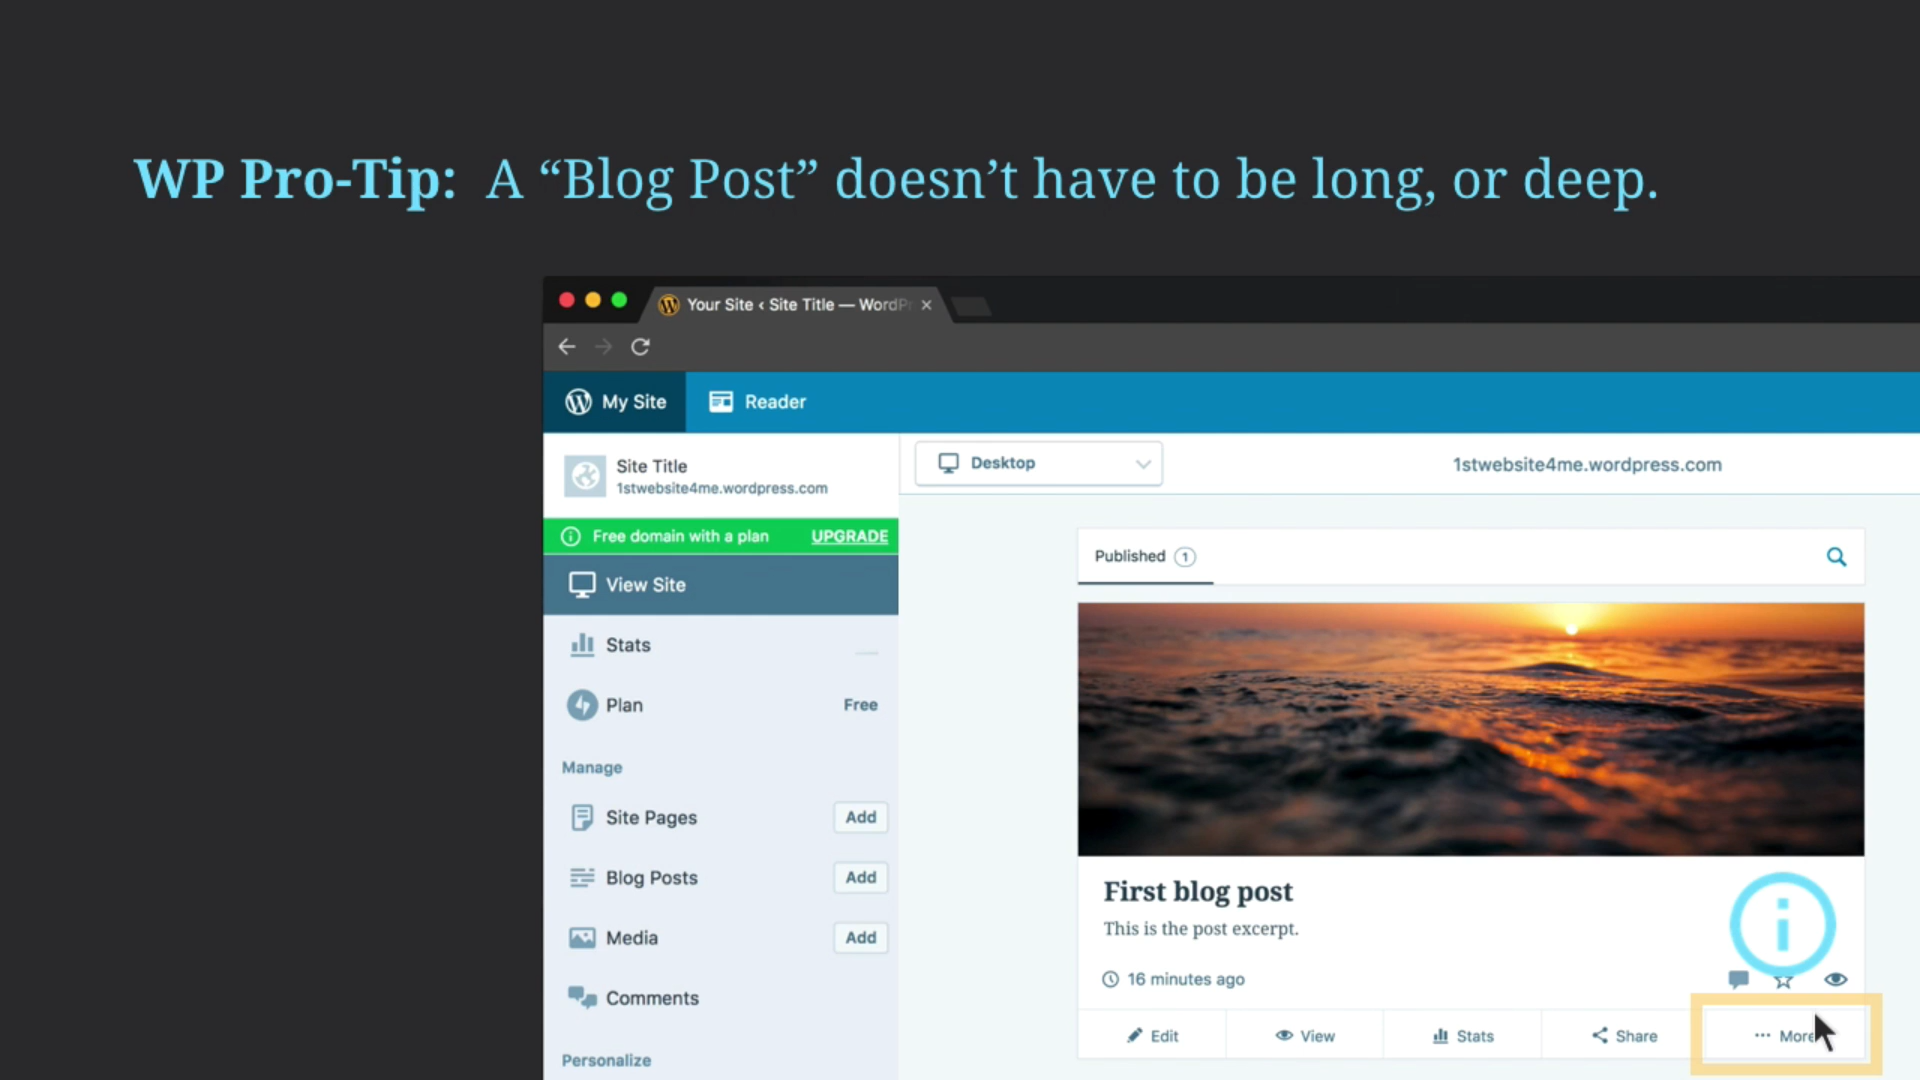 WP Pro-Tip: A “Blog Post” doesn’t have to be long, or deep.
Your Site ‹ Site Title — WordP
My Site
Reader
Site Title
1stwebsite4me.wordpress.com
Desktop
1stwebsite4me.wordpress.com
Free domain with a plan UPGRADE
View Site
Stats
Plan Free
Manage
Site Pages Add
Blog Posts Add
Media Add
Comments
Personalize
Published 1
First blog post
This is the post excerpt.
16 minutes ago
Edit
View
Stats
Share
More